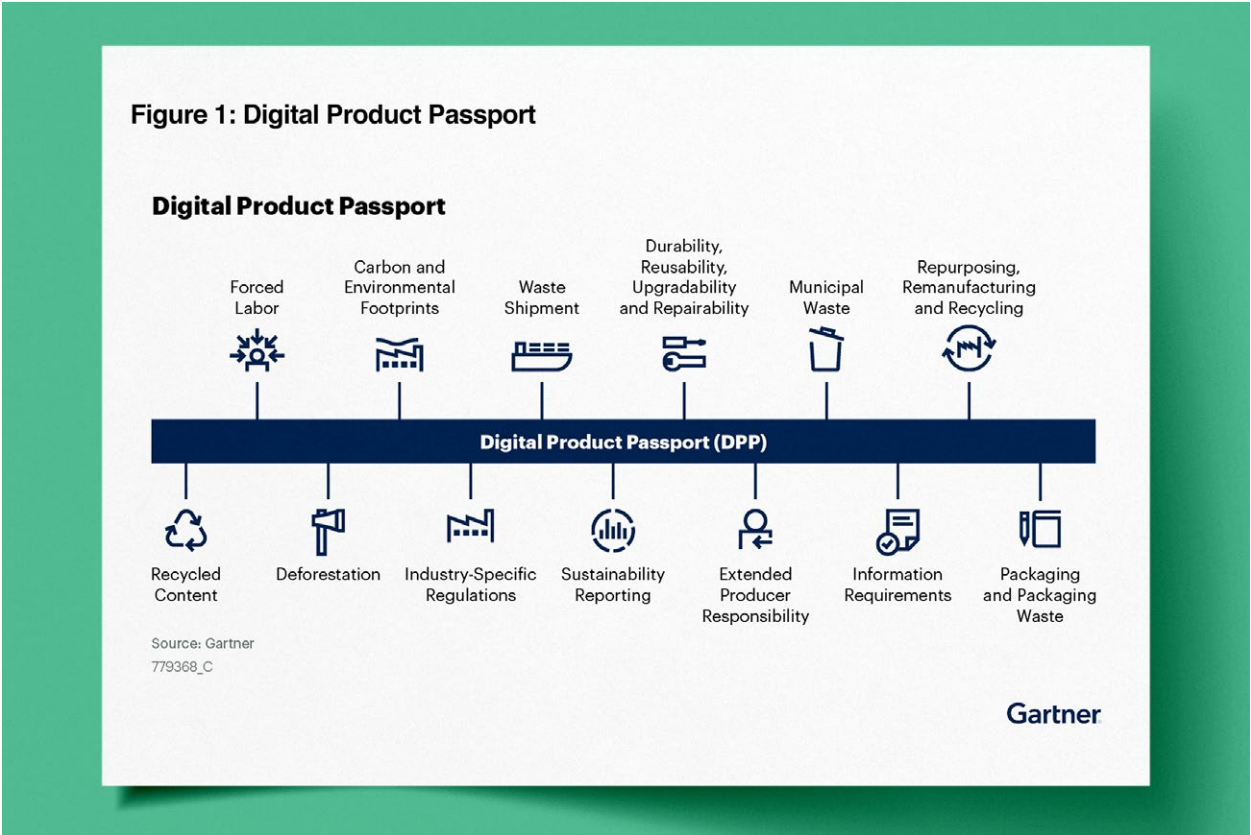 Figure 1: Digital Product Passport
Digital Product Passport
Forced
Labor
Carbon and
Environmental
Footprints
Waste
Shipment
Durability,
Reusability,
Upgradability
and Repairability
Municipal
Waste
Repurposing,
Remanufacturing
and Recycling
Digital Product Passport (DPP)
Recycled
Content
Deforestation
Industry-Specific
Regulations
Sustainability
Reporting
Extended
Producer
Responsibility
Information
Requirements
Packaging
and Packaging
Waste
Source: Gartner
779368_C
Gartner